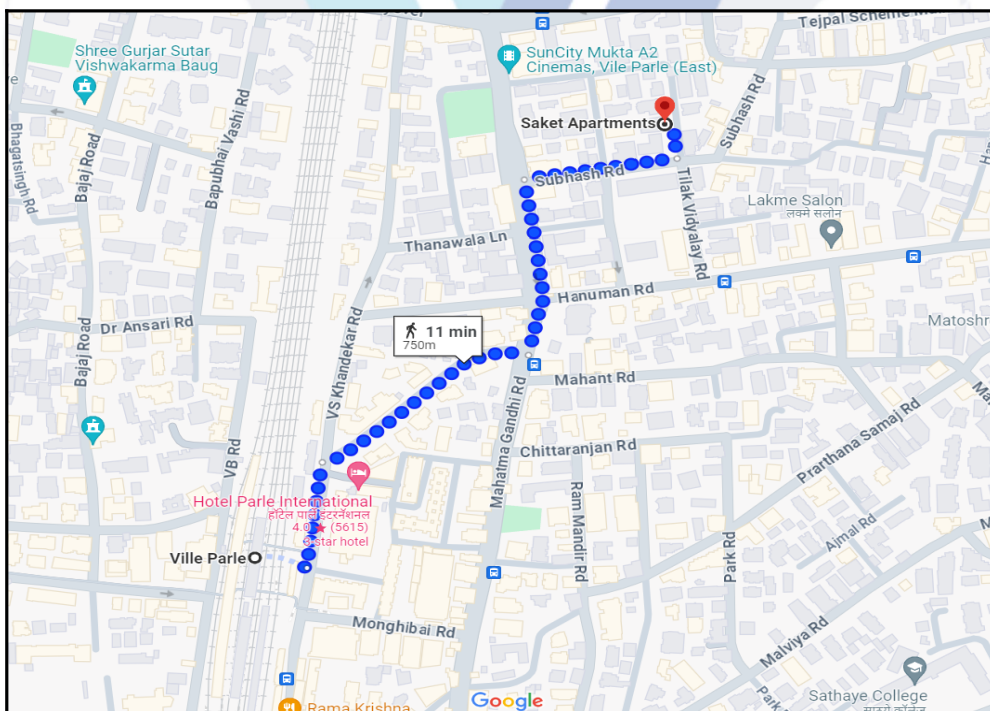 Tejpal Scheme
Shree Gurjar Sutar
Vishwakarma Baug
SunCity Mukta A2
Cinemas, Vile Parle (East)
Saket Apartments
Bhagatsingh Rd
Bajaj Road
Bapubhai Vashi Rd
Subhash Rd
Subhash Rd
Tilak Vidyalay Rd
Lakme Salon
लक्मे सलोन
Thanawala Ln
Hanuman Rd
Dr Ansari Rd
VS Khandekar Rd
11 min
750m
Bajaj Road
Mahant Rd
Mahatma Gandhi Rd
Chittaranjan Rd
Prarthana Samaj Rd
VB Rd
Hotel Parle International
4.0 ★ (5615)
3-star hotel
Ram Mandir Rd
Park Rd
Ajmal Rd
Ville Parle
Monghibai Rd
Malviya Rd
Sathaye College
Google
Rama Krishna